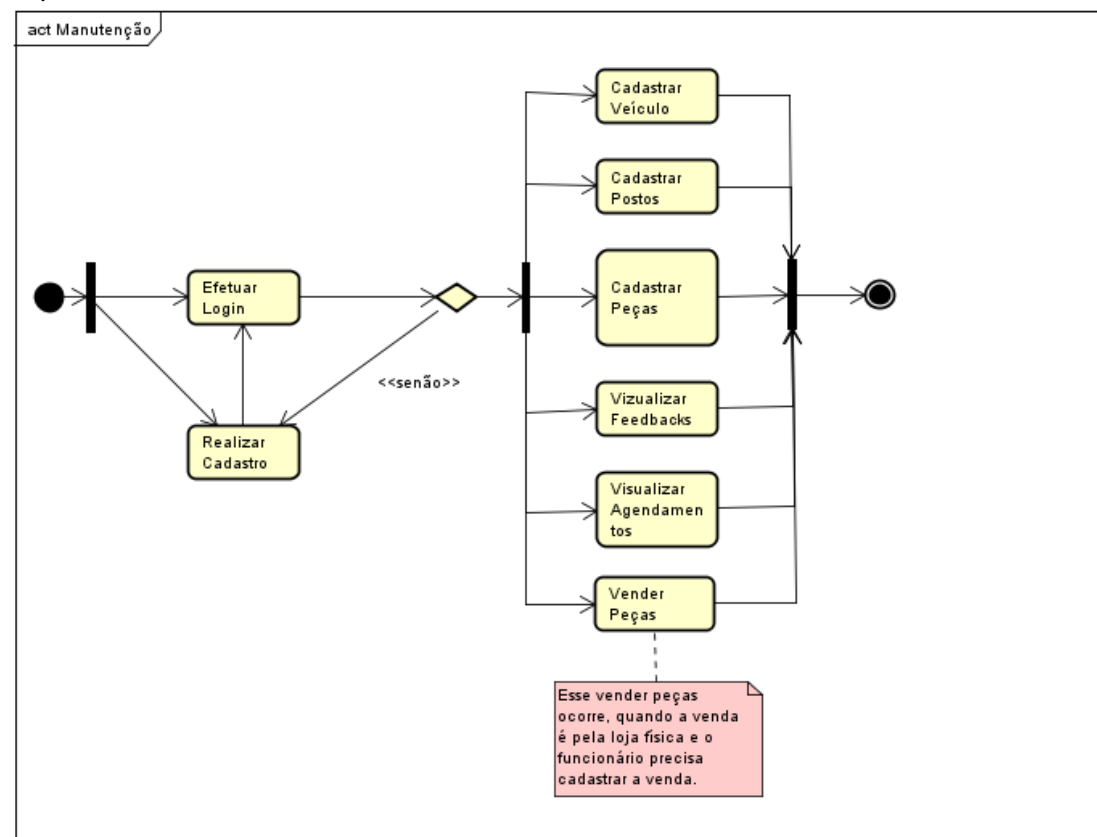 act Manutenção
Cadastrar
Veículo
Cadastrar
Postos
Efetuar
Login
Cadastrar
Peças
<<senão>>
Realizar
Cadastro
Vizualizar
Feedbacks
Visualizar
Agendamen
tos
Vender
Peças
Esse vender peças
ocorre, quando a venda
é pela loja física e o
funcionário precisa
cadastrar a venda.